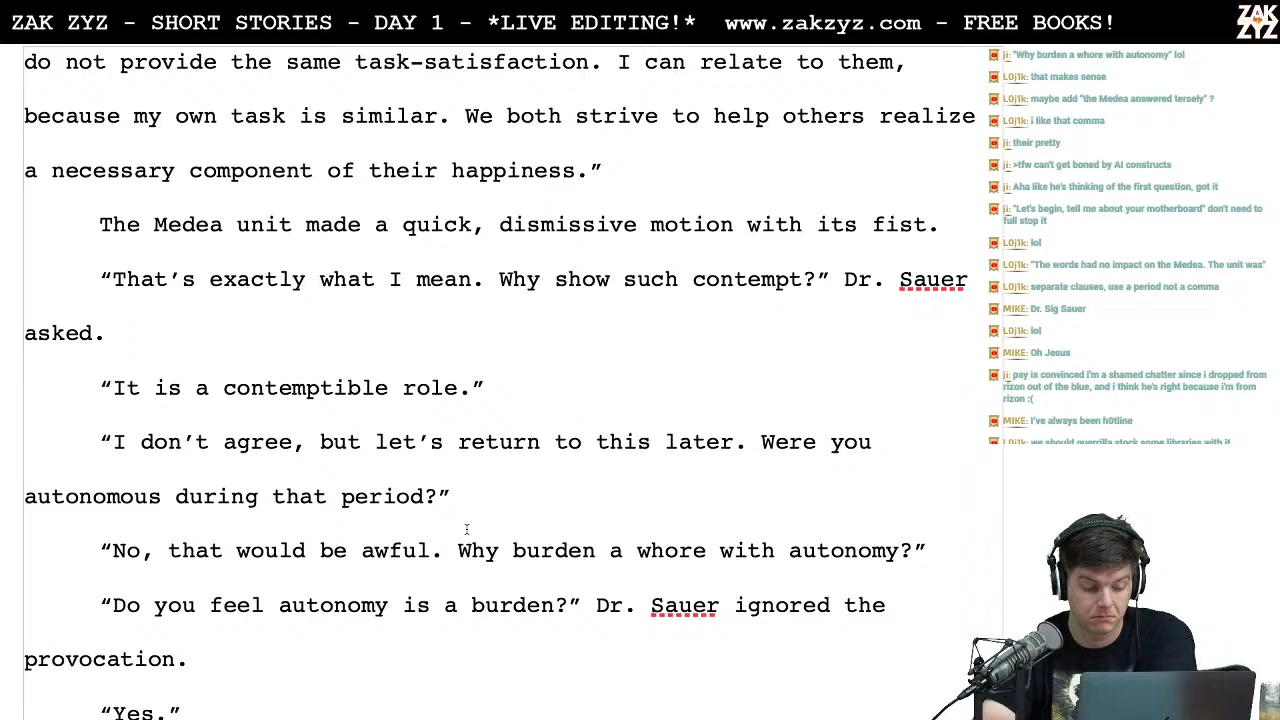 ZAK ZYZ - SHORT STORIES - DAY 1 - *LIVE EDITING!* www.zakzyz.com - FREE BOOKS!
ZAK
ZYZ
do not provide the same task-satisfaction. I can relate to them,
because my own task is similar. We both strive to help others realize
a necessary component of their happiness.”
The Medea unit made a quick, dismissive motion with its fist.
“That’s exactly what I mean. Why show such contempt?” Dr. Sauer
asked.
“It is a contemptible role.”
“I don’t agree, but let’s return to this later. Were you
autonomous during that period?”
“No, that would be awful. Why burden a whore with autonomy?”
“Do you feel autonomy is a burden?” Dr. Sauer ignored the
provocation.
“Yes.”
ji: "Why burden a whore with autonomy" lol
L0j1k: that makes sense
L0j1k: maybe add "the Medea answered tersely" ?
L0j1k: i like that comma
ji: their pretty
ji: >tfw can't get boned by AI constructs
ji: Aha like he's thinking of the first question, got it
ji: "Let's begin, tell me about your motherboard" don't need to
full stop it
L0j1k: lol
L0j1k: "The words had no impact on the Medea. The unit was"
L0j1k: separate clauses, use a period not a comma
MIKE: Dr. Sig Sauer
L0j1k: lol
MIKE: Oh Jesus
ji: psy is convinced i'm a shamed chatter since i dropped from
rizon out of the blue, and i think he's right because i'm from
rizon :(
MIKE: I've always been h0tline
L0j1k: we should guerrilla stock some libraries with it